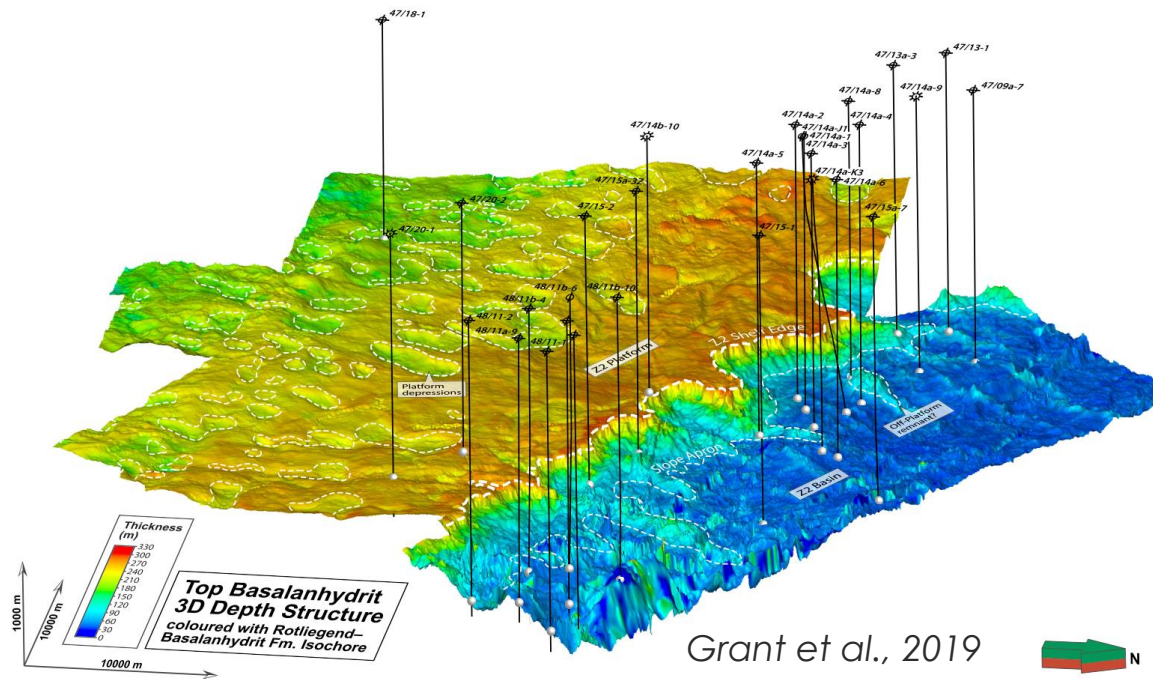 47/18-1
47/13-1
47/13a-3
47/09a-7
47/14a-8
47/14a-9
47/14a-2
47/14a-4
47/14a-J1
47/14a-1
47/14b-10
47/14a-3
47/14a-5
47/14a-K3
47/14a-6
47/15a-32
47/20-2
47/15-2
47/15a-7
47/20-1
47/15-1
48/11b-6
48/11b-10
48/11b-4
48/11-2
48/11a-9
48/11-1
Z2 Shelf Edge
Z2 Platform
Platform
depressions
Off-Platform
remnant?
Slope Apron
Z2 Basin
Thickness
(m)
330
300
270
240
210
180
150
120
90
60
30
0
Top Basalanhydrit
3D Depth Structure
coloured with Rotliegend–
Basalanhydrit Fm. Isochore
1000 m
10000 m
10000 m
Grant et al., 2019
N